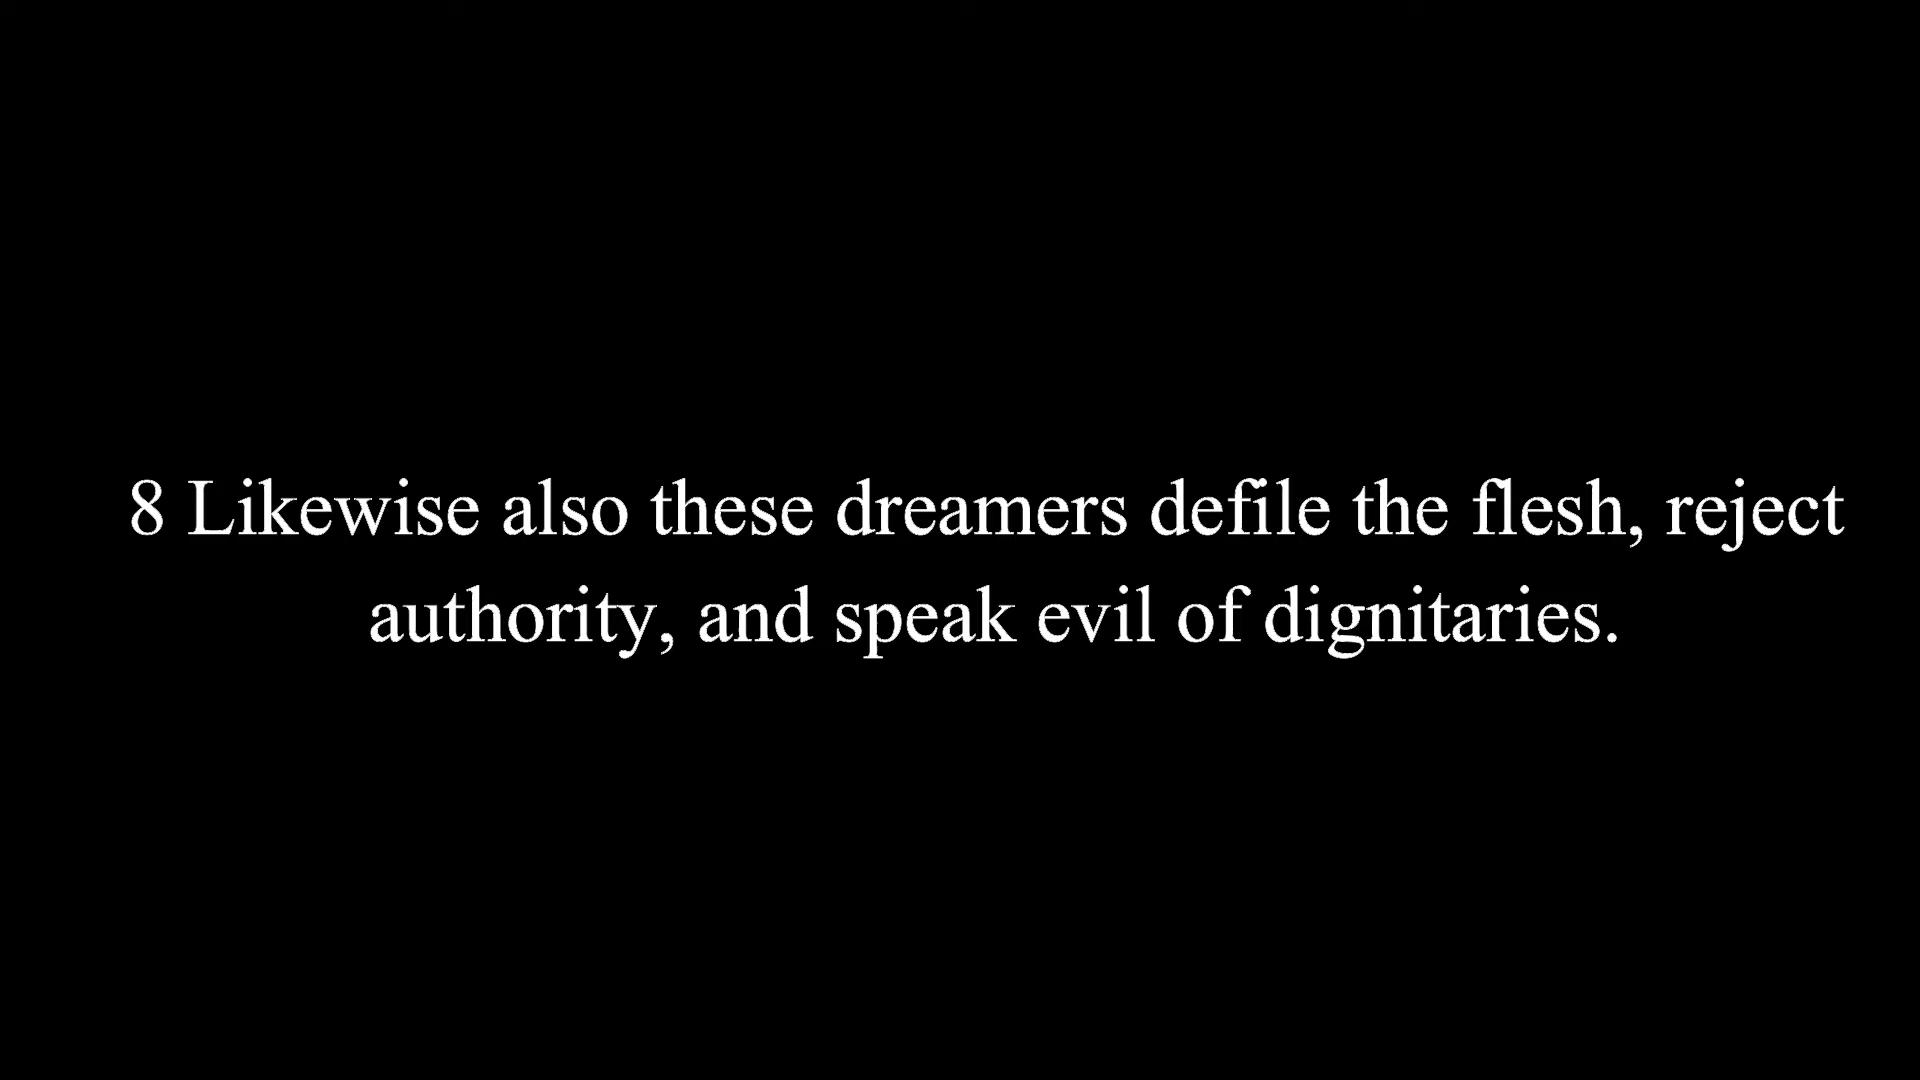 8 Likewise also these dreamers defile the flesh, reject
authority, and speak evil of dignitaries.